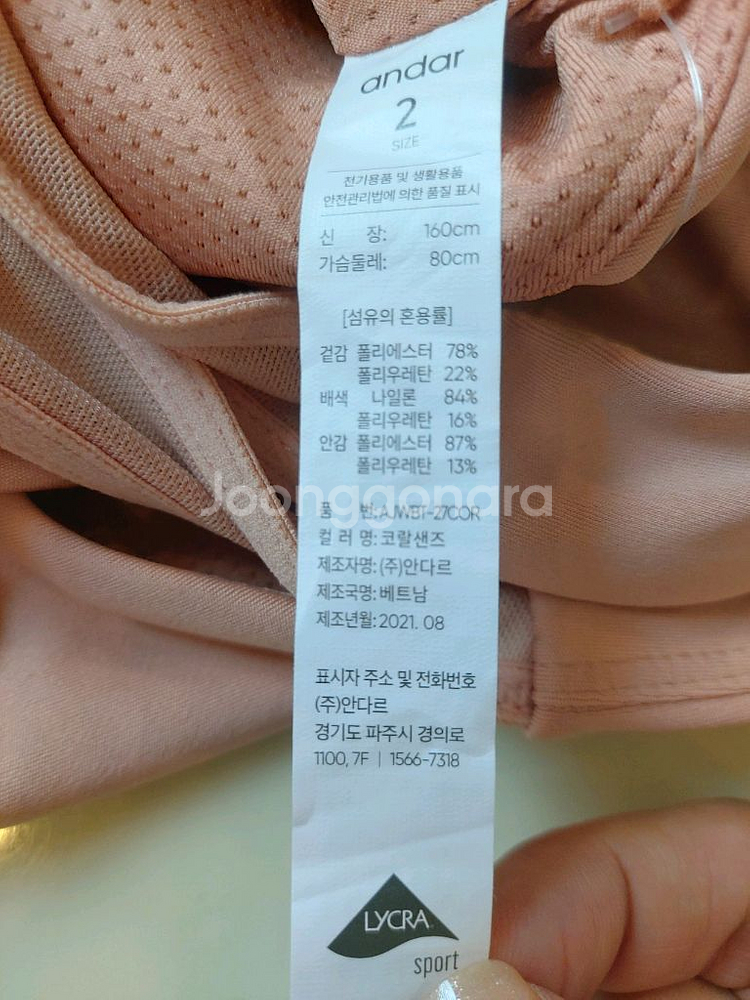 andar
2
SIZE
전기용품 및 생활용품
안전관리법에 의한 품질 표시
신 장: 160cm
가슴둘레: 80cm
[섬유의 혼용률]
겉감 폴리에스터 78%
폴리우레탄 22%
배색 나일론 84%
폴리우레탄 16%
안감 폴리에스터 87%
폴리우레탄 13%
Joonggonara
품 번: AJWBT-27COR
컬 러 명: 코랄샌즈
제조자명: (주)안다르
제조국명: 베트남
제조년월: 2021. 08
표시자 주소 및 전화번호
(주)안다르
경기도 파주시 경의로
1100, 7F | 1566-7318
LYCRA
sport